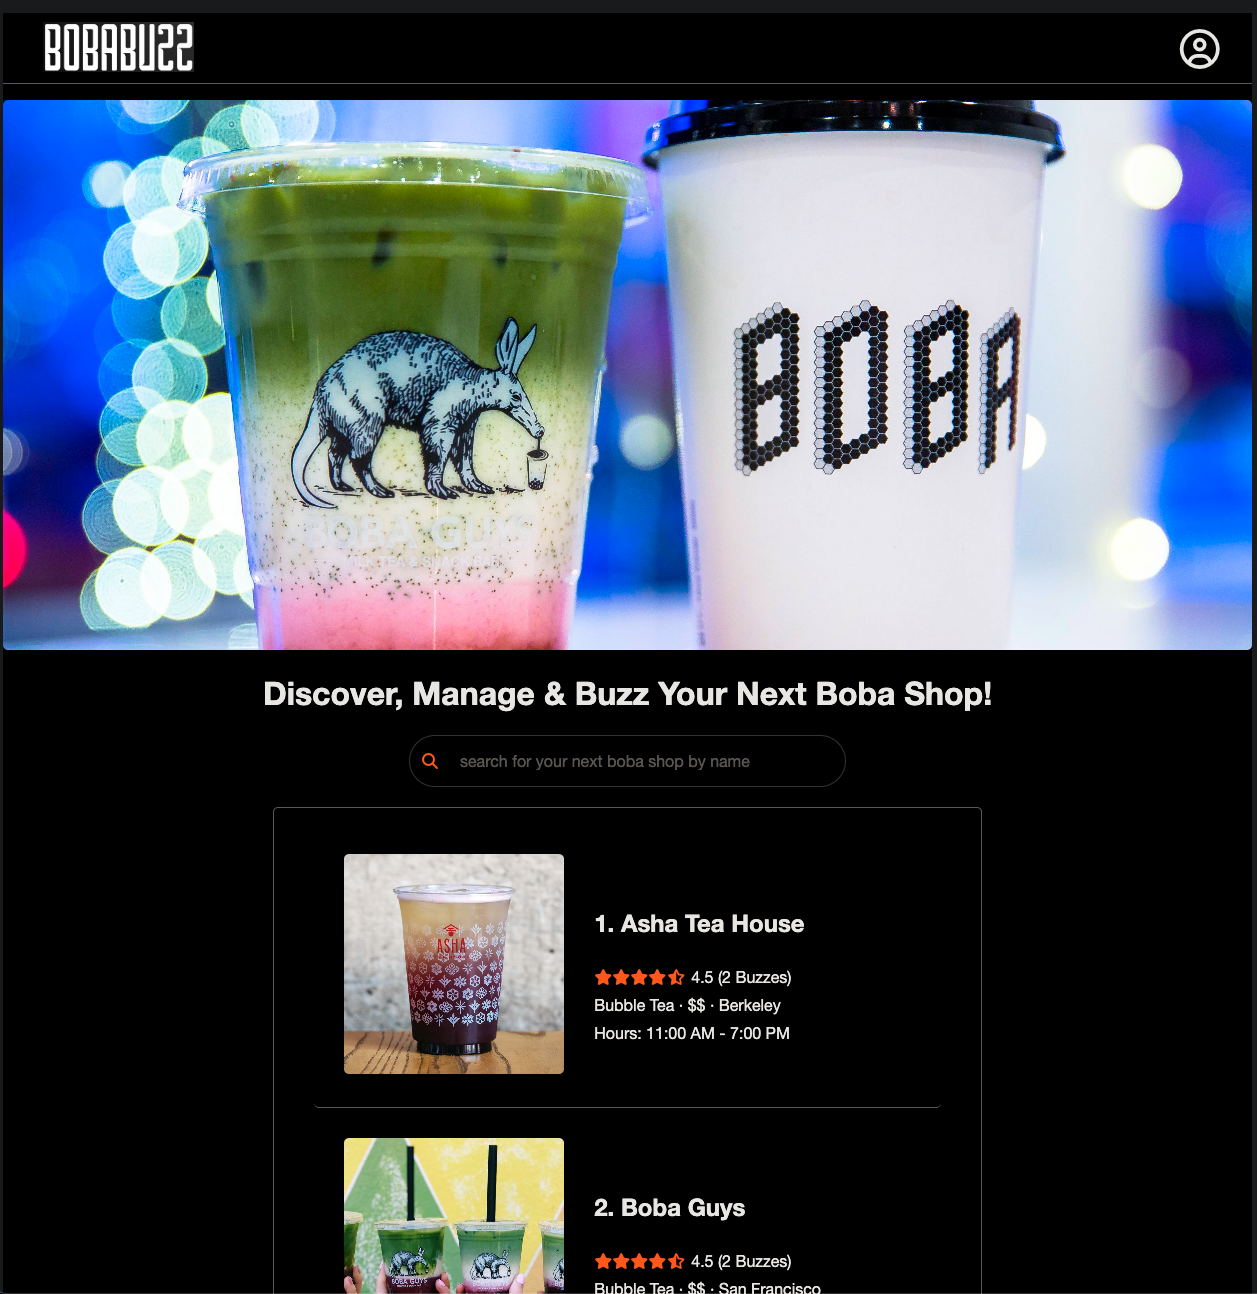 BOBABUZZ
BOBA
BOBA GUYS
Discover, Manage & Buzz Your Next Boba Shop!
search for your next boba shop by name
ASHA
1. Asha Tea House
4.5 (2 Buzzes)
Bubble Tea · $$ · Berkeley
Hours: 11:00 AM - 7:00 PM
BOBA GUYS
2. Boba Guys
4.5 (2 Buzzes)
Bubble Tea · $$ · San Francisco